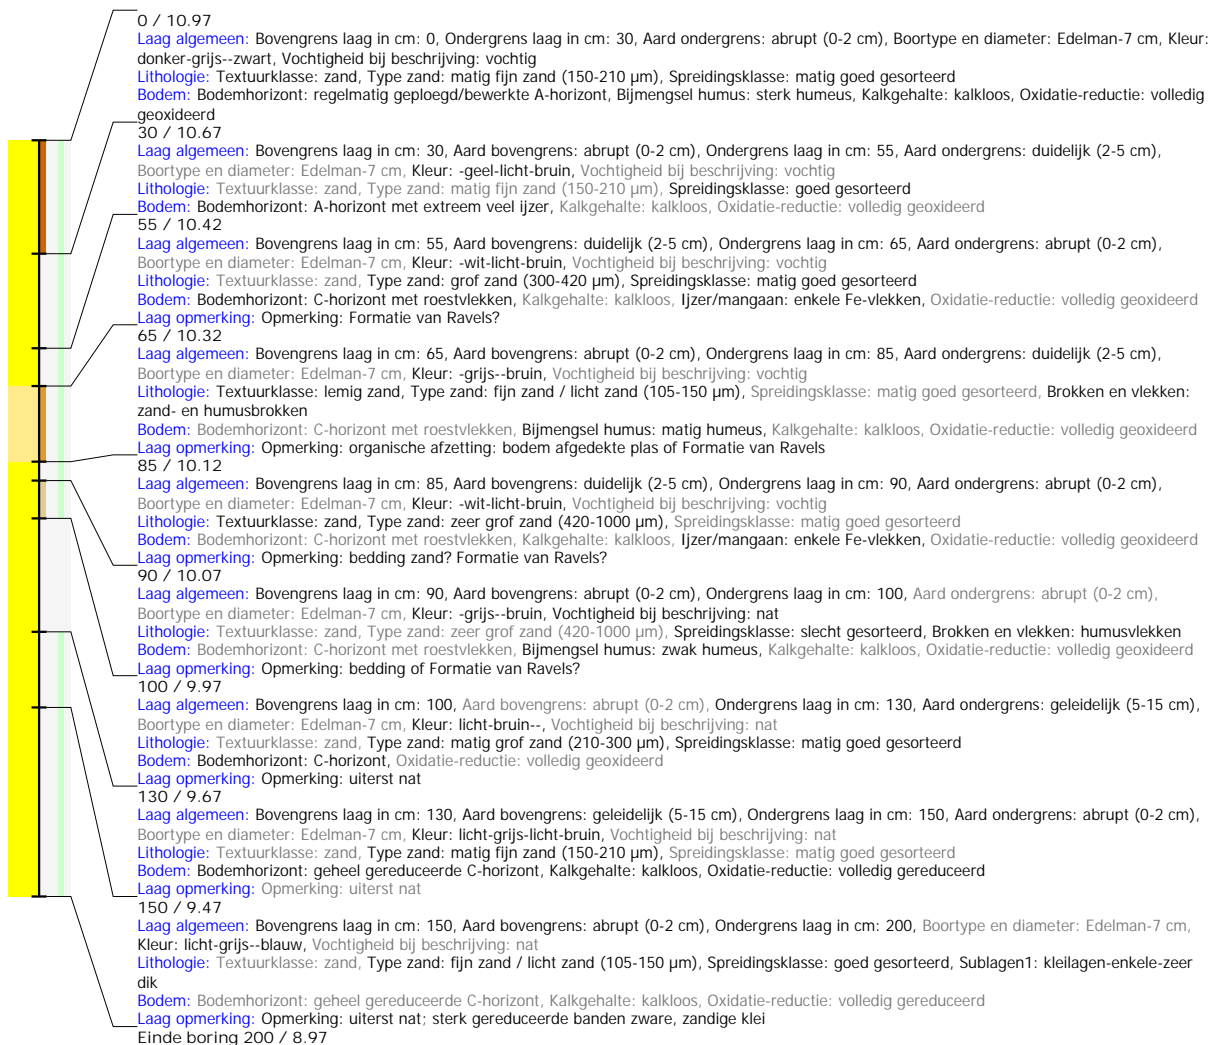 0 / 10.97
Laag algemeen: Bovengrens laag in cm: 0, Ondergrens laag in cm: 30, Aard ondergrens: abrupt (0-2 cm), Boortype en diameter: Edelman-7 cm, Kleur:
donker-grijs--zwart, Vochtigheid bij beschrijving: vochtig
Lithologie: Textuurklasse: zand, Type zand: matig fijn zand (150-210 µm), Spreidingsklasse: matig goed gesorteerd
Bodem: Bodemhorizont: regelmatig geploegd/bewerkte A-horizont, Bijmengsel humus: sterk humeus, Kalkgehalte: kalkloos, Oxidatie-reductie: volledig
geoxideerd
30 / 10.67
Laag algemeen: Bovengrens laag in cm: 30, Aard bovengrens: abrupt (0-2 cm), Ondergrens laag in cm: 55, Aard ondergrens: duidelijk (2-5 cm),
Boortype en diameter: Edelman-7 cm, Kleur: -geel-licht-bruin, Vochtigheid bij beschrijving: vochtig
Lithologie: Textuurklasse: zand, Type zand: matig fijn zand (150-210 µm), Spreidingsklasse: goed gesorteerd
Bodem: Bodemhorizont: A-horizont met extreem veel ijzer, Kalkgehalte: kalkloos, Oxidatie-reductie: volledig geoxideerd
55 / 10.42
Laag algemeen: Bovengrens laag in cm: 55, Aard bovengrens: duidelijk (2-5 cm), Ondergrens laag in cm: 65, Aard ondergrens: abrupt (0-2 cm),
Boortype en diameter: Edelman-7 cm, Kleur: -wit-licht-bruin, Vochtigheid bij beschrijving: vochtig
Lithologie: Textuurklasse: zand, Type zand: grof zand (300-420 µm), Spreidingsklasse: matig goed gesorteerd
Bodem: Bodemhorizont: C-horizont met roestvlekken, Kalkgehalte: kalkloos, Ijzer/mangaan: enkele Fe-vlekken, Oxidatie-reductie: volledig geoxideerd
Laag opmerking: Opmerking: Formatie van Ravels?
65 / 10.32
Laag algemeen: Bovengrens laag in cm: 65, Aard bovengrens: abrupt (0-2 cm), Ondergrens laag in cm: 85, Aard ondergrens: duidelijk (2-5 cm),
Boortype en diameter: Edelman-7 cm, Kleur: -grijs--bruin, Vochtigheid bij beschrijving: vochtig
Lithologie: Textuurklasse: lemig zand, Type zand: fijn zand / licht zand (105-150 µm), Spreidingsklasse: matig goed gesorteerd, Brokken en vlekken:
zand- en humusbrokken
Bodem: Bodemhorizont: C-horizont met roestvlekken, Bijmengsel humus: matig humeus, Kalkgehalte: kalkloos, Oxidatie-reductie: volledig geoxideerd
Laag opmerking: Opmerking: organische afzetting: bodem afgedekte plas of Formatie van Ravels
85 / 10.12
Laag algemeen: Bovengrens laag in cm: 85, Aard bovengrens: duidelijk (2-5 cm), Ondergrens laag in cm: 90, Aard ondergrens: abrupt (0-2 cm),
Boortype en diameter: Edelman-7 cm, Kleur: -wit-licht-bruin, Vochtigheid bij beschrijving: vochtig
Lithologie: Textuurklasse: zand, Type zand: zeer grof zand (420-1000 µm), Spreidingsklasse: matig goed gesorteerd
Bodem: Bodemhorizont: C-horizont met roestvlekken, Kalkgehalte: kalkloos, Ijzer/mangaan: enkele Fe-vlekken, Oxidatie-reductie: volledig geoxideerd
Laag opmerking: Opmerking: bedding zand? Formatie van Ravels?
90 / 10.07
Laag algemeen: Bovengrens laag in cm: 90, Aard bovengrens: abrupt (0-2 cm), Ondergrens laag in cm: 100, Aard ondergrens: abrupt (0-2 cm),
Boortype en diameter: Edelman-7 cm, Kleur: -grijs--bruin, Vochtigheid bij beschrijving: nat
Lithologie: Textuurklasse: zand, Type zand: zeer grof zand (420-1000 µm), Spreidingsklasse: slecht gesorteerd, Brokken en vlekken: humusvlekken
Bodem: Bodemhorizont: C-horizont met roestvlekken, Bijmengsel humus: zwak humeus, Kalkgehalte: kalkloos, Oxidatie-reductie: volledig geoxideerd
Laag opmerking: Opmerking: bedding of Formatie van Ravels?
100 / 9.97
Laag algemeen: Bovengrens laag in cm: 100, Aard bovengrens: abrupt (0-2 cm), Ondergrens laag in cm: 130, Aard ondergrens: geleidelijk (5-15 cm),
Boortype en diameter: Edelman-7 cm, Kleur: licht-bruin--, Vochtigheid bij beschrijving: nat
Lithologie: Textuurklasse: zand, Type zand: matig grof zand (210-300 µm), Spreidingsklasse: matig goed gesorteerd
Bodem: Bodemhorizont: C-horizont, Oxidatie-reductie: volledig geoxideerd
Laag opmerking: Opmerking: uiterst nat
130 / 9.67
Laag algemeen: Bovengrens laag in cm: 130, Aard bovengrens: geleidelijk (5-15 cm), Ondergrens laag in cm: 150, Aard ondergrens: abrupt (0-2 cm),
Boortype en diameter: Edelman-7 cm, Kleur: licht-grijs-licht-bruin, Vochtigheid bij beschrijving: nat
Lithologie: Textuurklasse: zand, Type zand: matig fijn zand (150-210 µm), Spreidingsklasse: matig goed gesorteerd
Bodem: Bodemhorizont: geheel gereduceerde C-horizont, Kalkgehalte: kalkloos, Oxidatie-reductie: volledig gereduceerd
Laag opmerking: Opmerking: uiterst nat
150 / 9.47
Laag algemeen: Bovengrens laag in cm: 150, Aard bovengrens: abrupt (0-2 cm), Ondergrens laag in cm: 200, Boortype en diameter: Edelman-7 cm,
Kleur: licht-grijs--blauw, Vochtigheid bij beschrijving: nat
Lithologie: Textuurklasse: zand, Type zand: fijn zand / licht zand (105-150 µm), Spreidingsklasse: goed gesorteerd, Sublagen1: kleilagen-enkele-zeer
dik
Bodem: Bodemhorizont: geheel gereduceerde C-horizont, Kalkgehalte: kalkloos, Oxidatie-reductie: volledig gereduceerd
Laag opmerking: Opmerking: uiterst nat; sterk gereduceerde banden zware, zandige klei
Einde boring 200 / 8.97